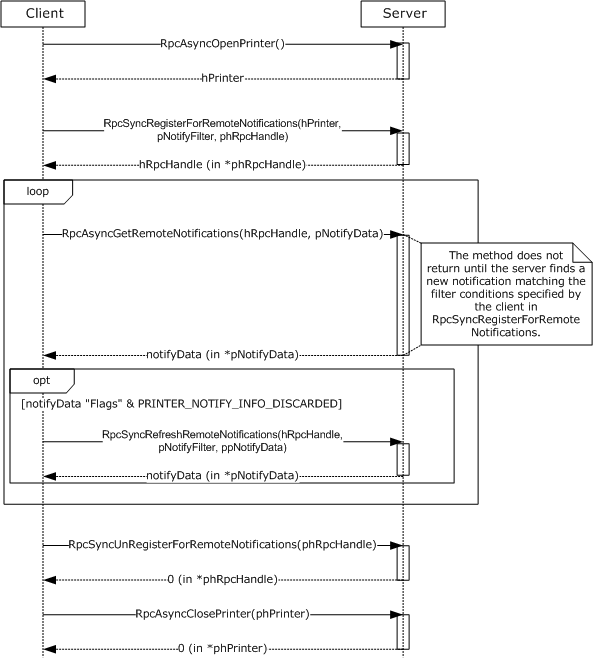 Client
Server
RpcAsyncOpenPrinter()
hPrinter
RpcSyncRegisterForRemoteNotifications(hPrinter,
pNotifyFilter, phRpcHandle)
hRpcHandle (in *phRpcHandle)
loop
RpcAsyncGetRemoteNotifications(hRpcHandle, pNotifyData)
The method does not
return until the server finds a
new notification matching the
filter conditions specified by
the client in
RpcSyncRegisterForRemote
Notifications.
notifyData (in *pNotifyData)
opt
[notifyData "Flags" & PRINTER_NOTIFY_INFO_DISCARDED]
RpcSyncRefreshRemoteNotifications(hRpcHandle,
pNotifyFilter, ppNotifyData)
notifyData (in *pNotifyData)
RpcSyncUnRegisterForRemoteNotifications(phRpcHandle)
0 (in *phRpcHandle)
RpcAsyncClosePrinter(phPrinter)
0 (in *phPrinter)